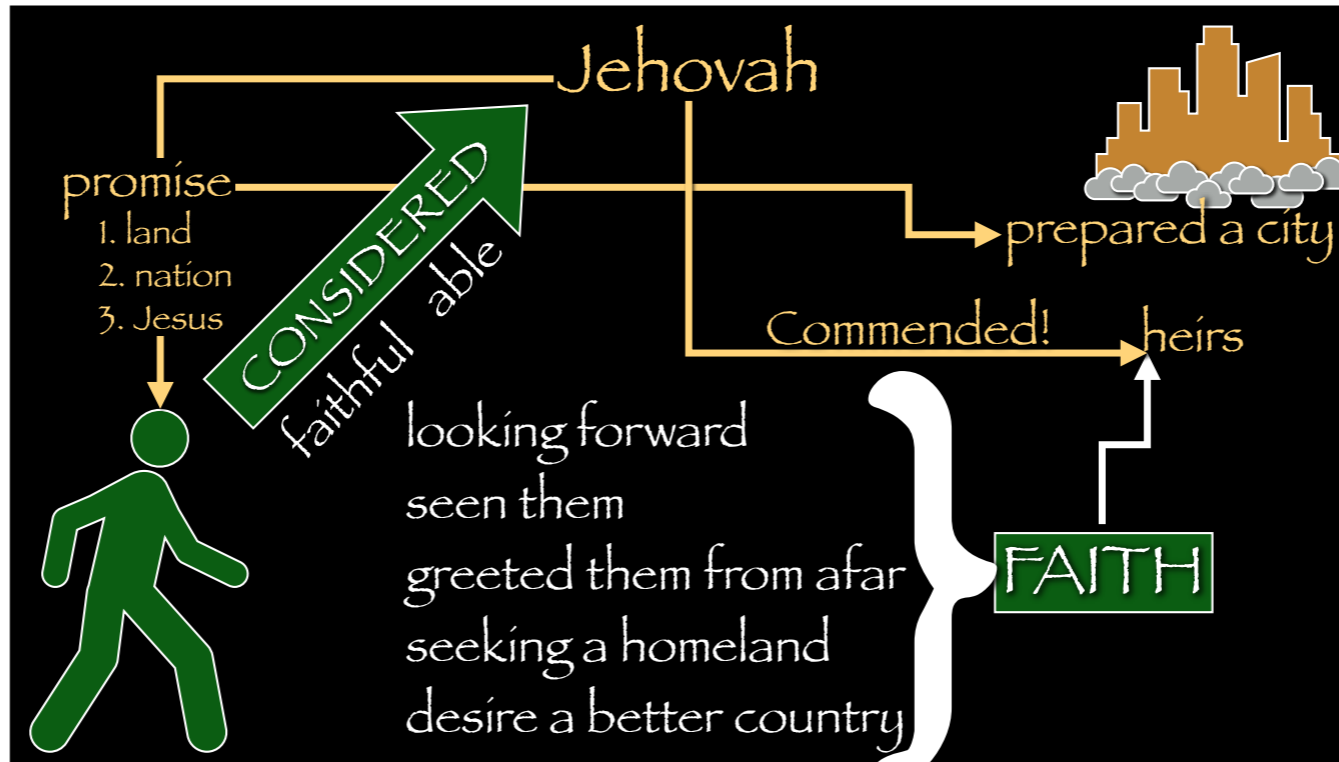 Jehovah
promise
1. land
2. nation
3. Jesus
CONSIDERED
faithful able
prepared a city
Commended!
heirs
looking forward
seen them
greeted them from afar
seeking a homeland
desire a better country
FAITH